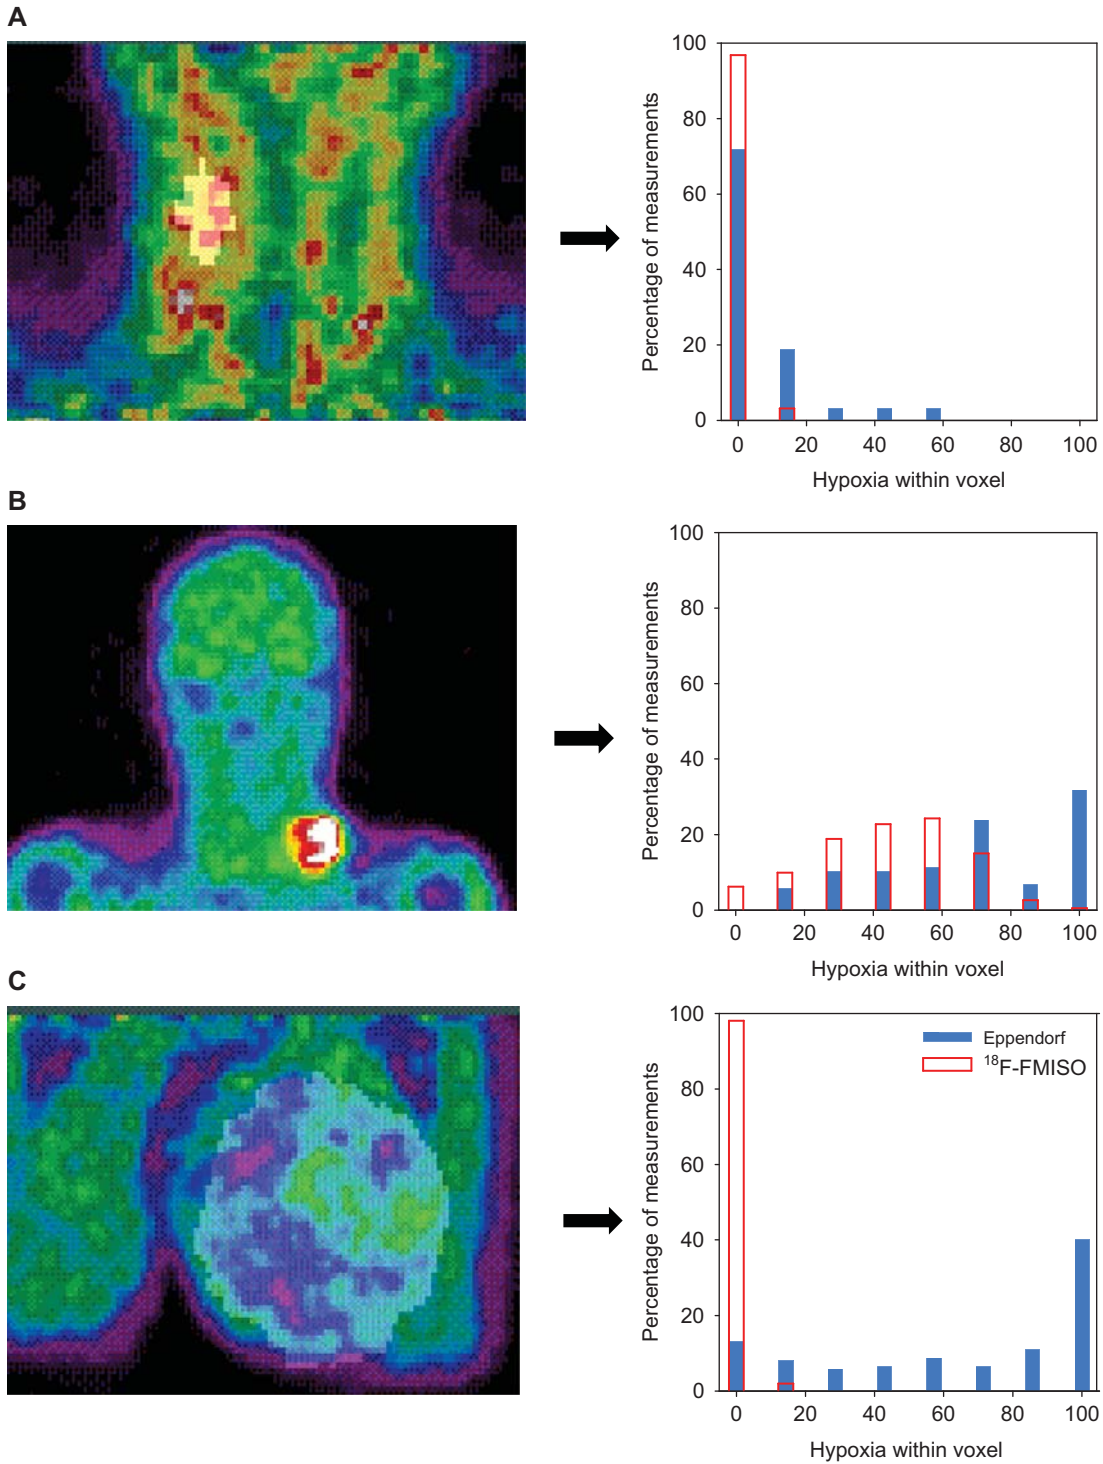 A
Percentage of measurements
100
80
60
40
20
0
0 20 40 60 80 100
Hypoxia within voxel
B
Percentage of measurements
100
80
60
40
20
0
0 20 40 60 80 100
Hypoxia within voxel
C
Percentage of measurements
100
80
60
40
20
0
Eppendorf
¹⁸F-FMISO
0 20 40 60 80 100
Hypoxia within voxel